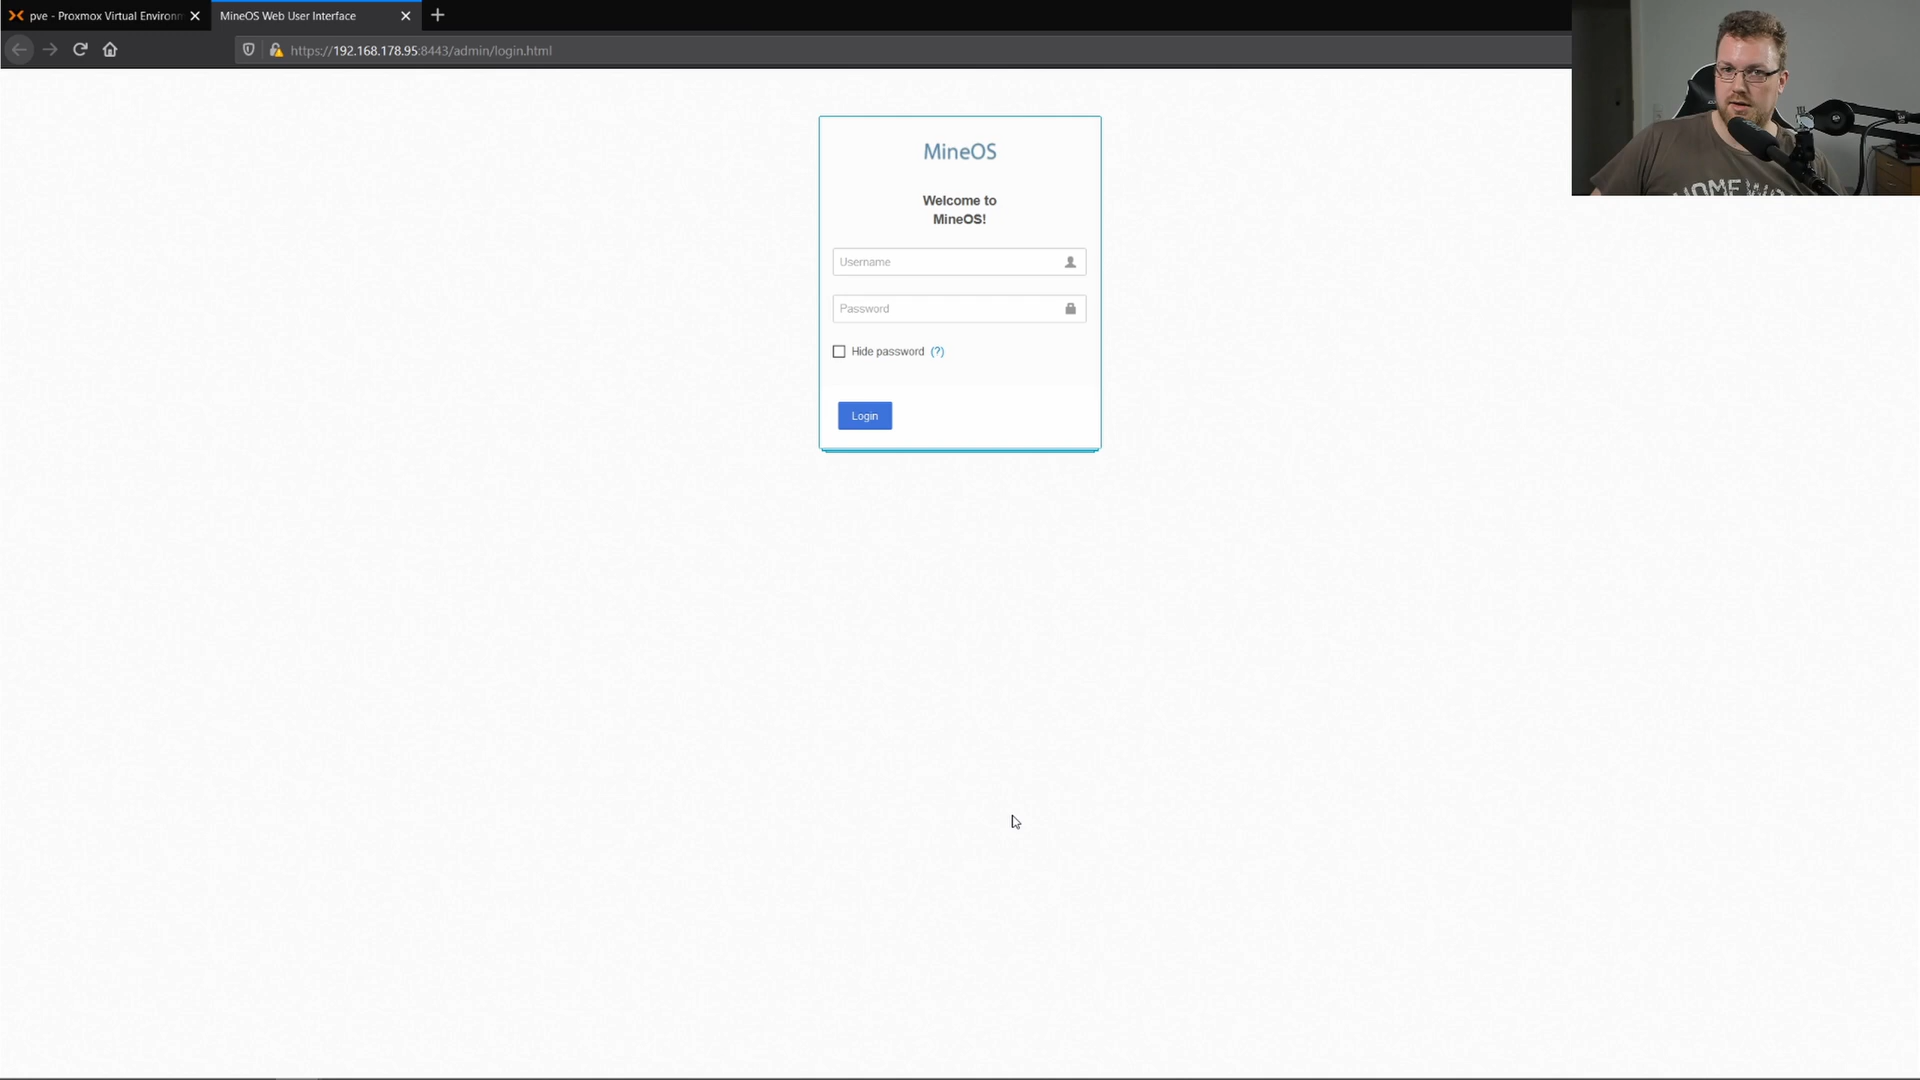 pve - Proxmox Virtual Environm
MineOS Web User Interface
https://192.168.178.95:8443/admin/login.html
MineOS
Welcome to
MineOS!
Username
Password
Hide password (?)
Login